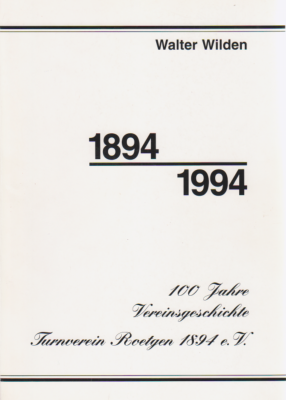 Walter Wilden
1894
1994
100 Jahre
Vereinsgeschichte
Turnverein Roetgen 1894 e.V.